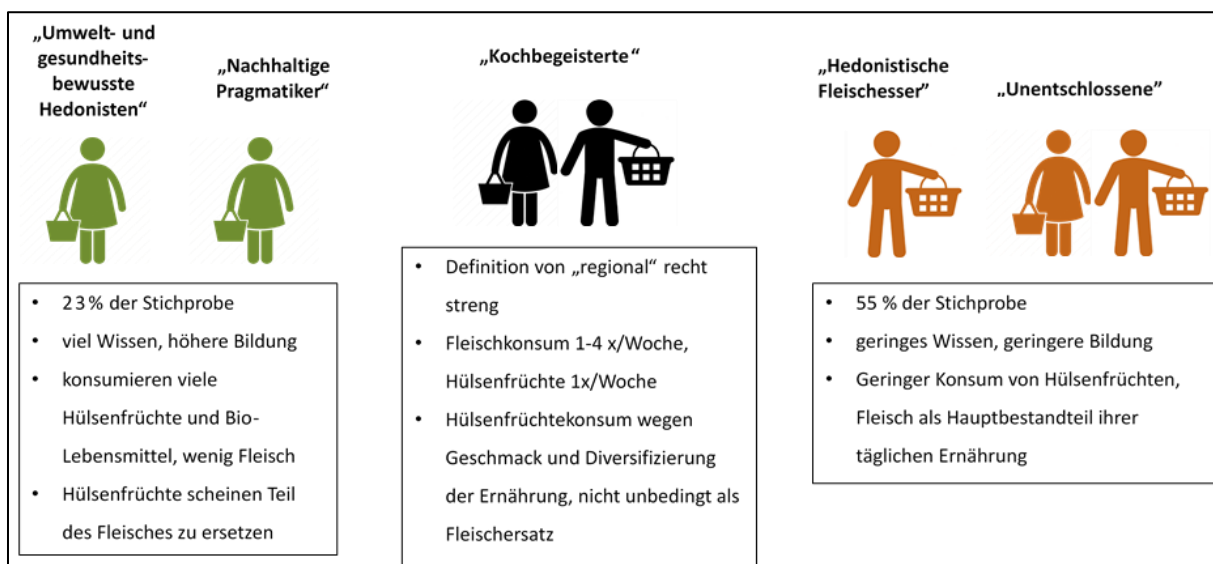 „Umwelt- und
gesundheits-
bewusste
Hedonisten“
„Nachhaltige
Pragmatiker“
„Kochbegeisterte“
„Hedonistische
Fleischesser”
„Unentschlossene”
• 23% der Stichprobe
• viel Wissen, höhere Bildung
• konsumieren viele
Hülsenfrüchte und Bio-
Lebensmittel, wenig Fleisch
• Hülsenfrüchte scheinen Teil
des Fleisches zu ersetzen
• Definition von „regional“ recht
streng
• Fleischkonsum 1-4 x/Woche,
Hülsenfrüchte 1x/Woche
• Hülsenfrüchtekonsum wegen
Geschmack und Diversifizierung
der Ernährung, nicht unbedingt als
Fleischersatz
• 55 % der Stichprobe
• geringes Wissen, geringere Bildung
• Geringer Konsum von Hülsenfrüchten,
Fleisch als Hauptbestandteil ihrer
täglichen Ernährung